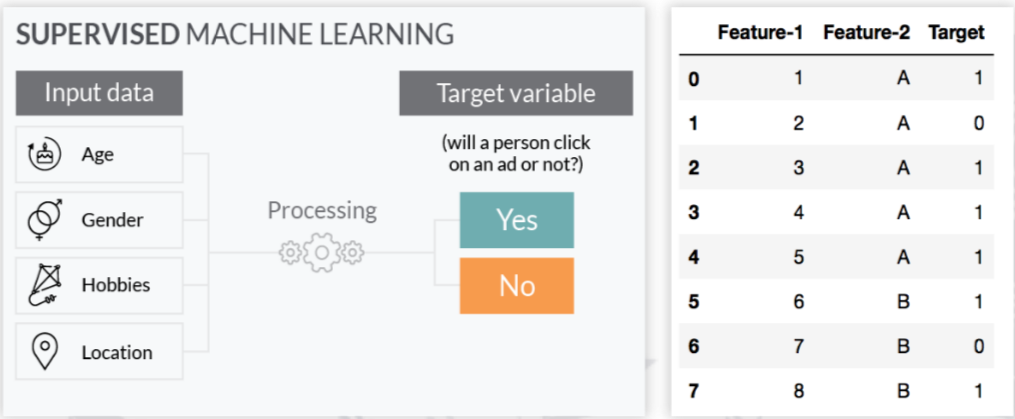 SUPERVISED MACHINE LEARNING
Input data
Target variable
(will a person click
on an ad or not?)
Age
Gender
Hobbies
Location
Processing
Yes
No
Feature-1 Feature-2 Target
0 1 A 1
1 2 A 0
2 3 A 1
3 4 A 1
4 5 A 1
5 6 B 1
6 7 B 0
7 8 B 1